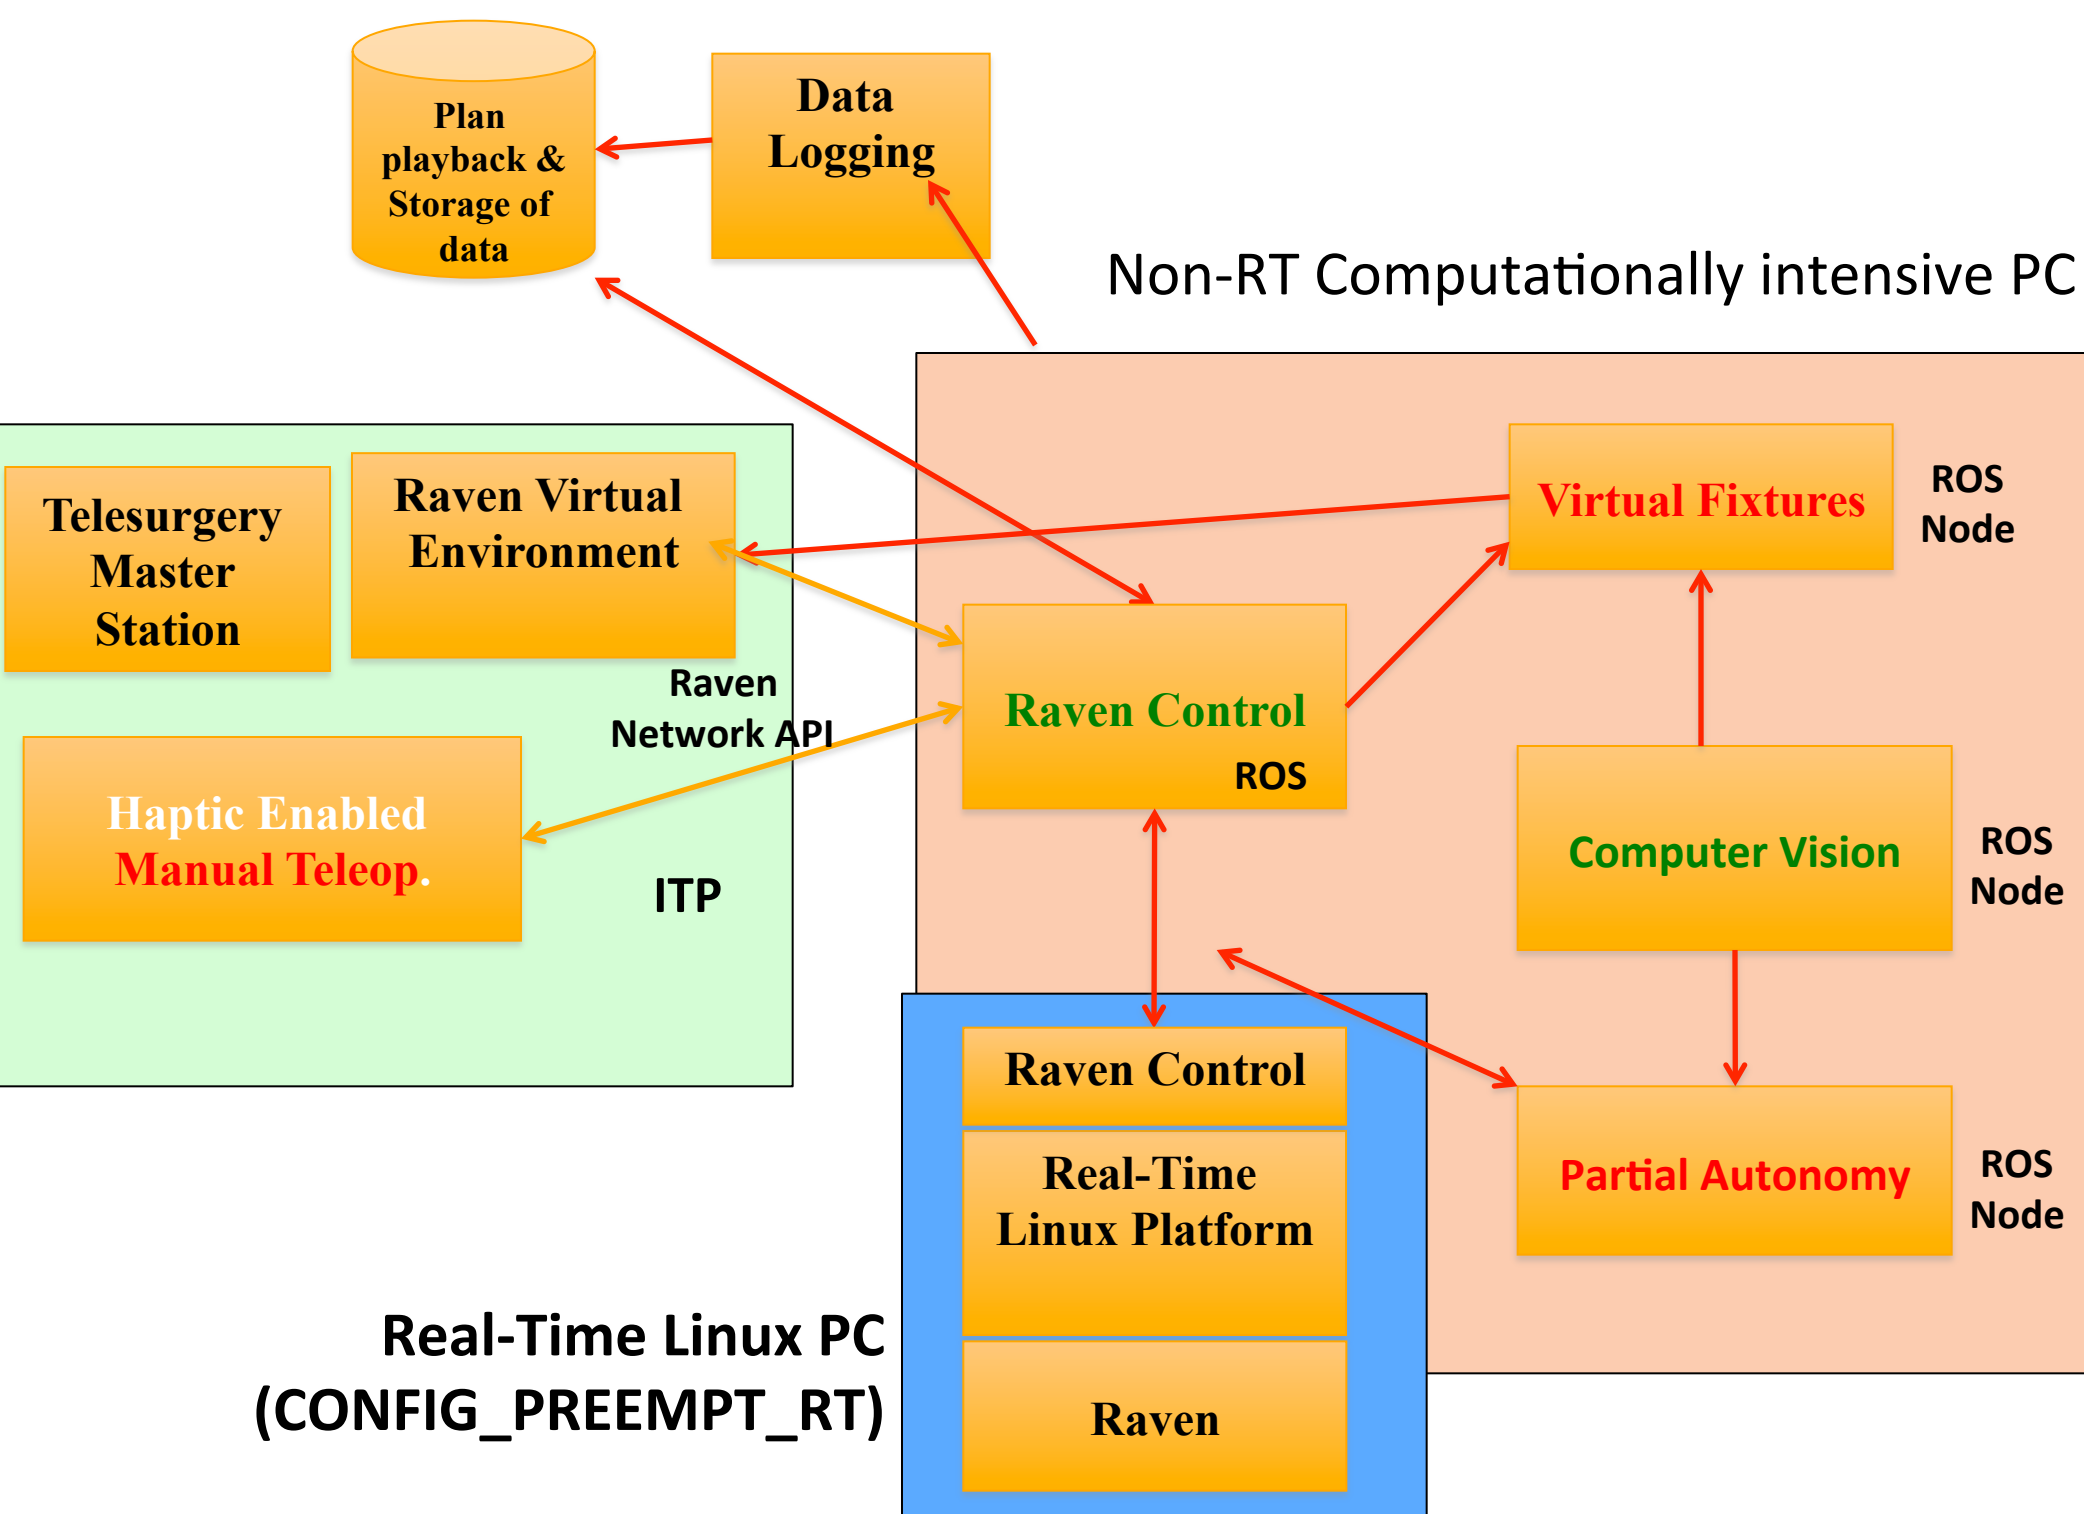 Plan
playback &
Storage of
data
Data
Logging
Non-RT Computationally intensive PC
Telesurgery
Master
Station
Raven Virtual
Environment
Raven
Network API
Haptic Enabled
Manual Teleop.
ITP
Raven Control
ROS
Virtual Fixtures
ROS
Node
Computer Vision
ROS
Node
Partial Autonomy
ROS
Node
Raven Control
Real-Time
Linux Platform
Raven
Real-Time Linux PC
(CONFIG_PREEMPT_RT)